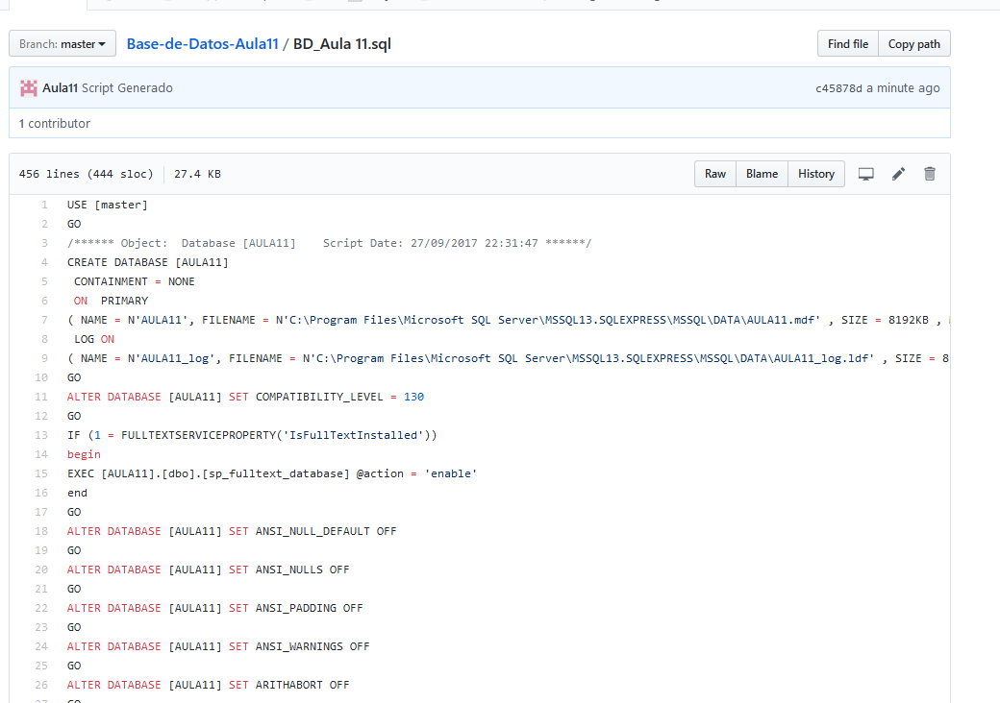 Branch: master
Base-de-Datos-Aula11 / BD_Aula 11.sql
Find file
Copy path
Aula11 Script Generado
c45878d a minute ago
1 contributor
456 lines (444 sloc) 27.4 KB
Raw
Blame
History
1 USE [master]
2 GO
3 /****** Object:  Database [AULA11]    Script Date: 27/09/2017 22:31:47 ******/
4 CREATE DATABASE [AULA11]
5 CONTAINMENT = NONE
6 ON  PRIMARY
7 ( NAME = N'AULA11', FILENAME = N'C:\Program Files\Microsoft SQL Server\MSSQL13.SQLEXPRESS\MSSQL\DATA\AULA11.mdf' , SIZE = 8192KB ,
8 LOG ON
9 ( NAME = N'AULA11_log', FILENAME = N'C:\Program Files\Microsoft SQL Server\MSSQL13.SQLEXPRESS\MSSQL\DATA\AULA11_log.ldf' , SIZE = 8
10 GO
11 ALTER DATABASE [AULA11] SET COMPATIBILITY_LEVEL = 130
12 GO
13 IF (1 = FULLTEXTSERVICEPROPERTY('IsFullTextInstalled'))
14 begin
15 EXEC [AULA11].[dbo].[sp_fulltext_database] @action = 'enable'
16 end
17 GO
18 ALTER DATABASE [AULA11] SET ANSI_NULL_DEFAULT OFF
19 GO
20 ALTER DATABASE [AULA11] SET ANSI_NULLS OFF
21 GO
22 ALTER DATABASE [AULA11] SET ANSI_PADDING OFF
23 GO
24 ALTER DATABASE [AULA11] SET ANSI_WARNINGS OFF
25 GO
26 ALTER DATABASE [AULA11] SET ARITHABORT OFF
27 GO